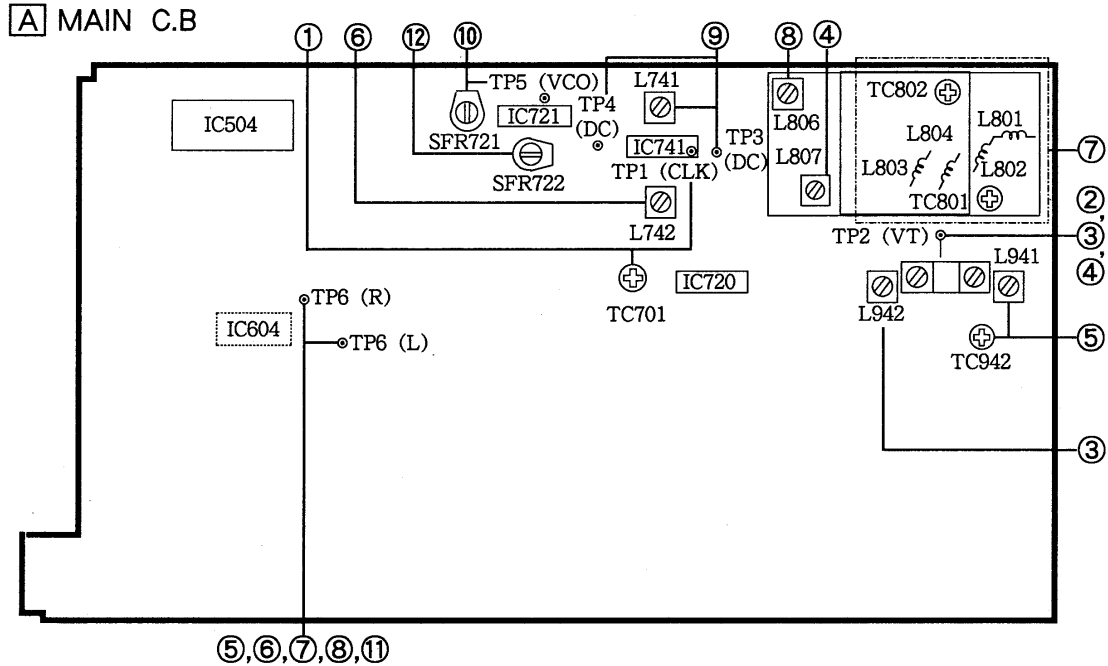 A MAIN C.B
① ⑥ ⑫ ⑩ ⑨ ⑧ ④
TP5 (VCO)
L741
TC802
IC504
IC721
TP4
(DC)
L806
L801
SFR721
IC741
TP3
(DC)
L807
L804
⑦
TP1 (CLK)
L803
L802
SFR722
TC801
②,
L742
TP2 (VT)
③,
L941
④
IC720
TP6 (R)
TC701
L942
IC604
TP6 (L)
⑤
TC942
③
⑤,⑥,⑦,⑧,⑪